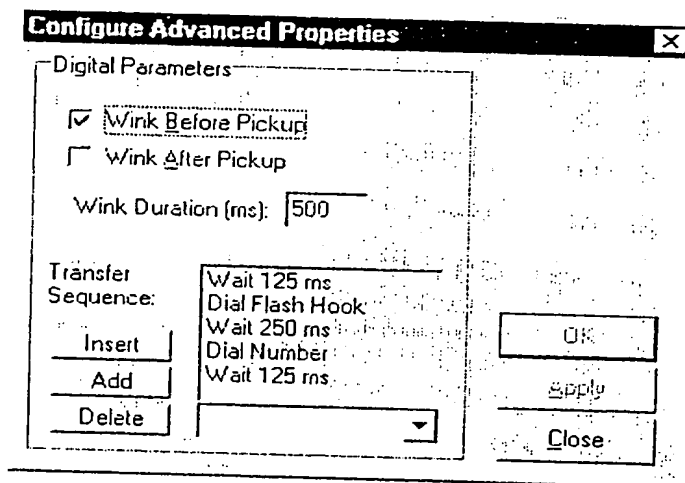 Configure Advanced Properties
Digital Parameters
Wink Before Pickup
Wink After Pickup
Wink Duration (ms): 500
Transfer
Sequence:
Wait 125 ms
Dial Flash Hook
Wait 250 ms
Dial Number
Wait 125 ms
Insert
Add
Delete
OK
Apply
Close